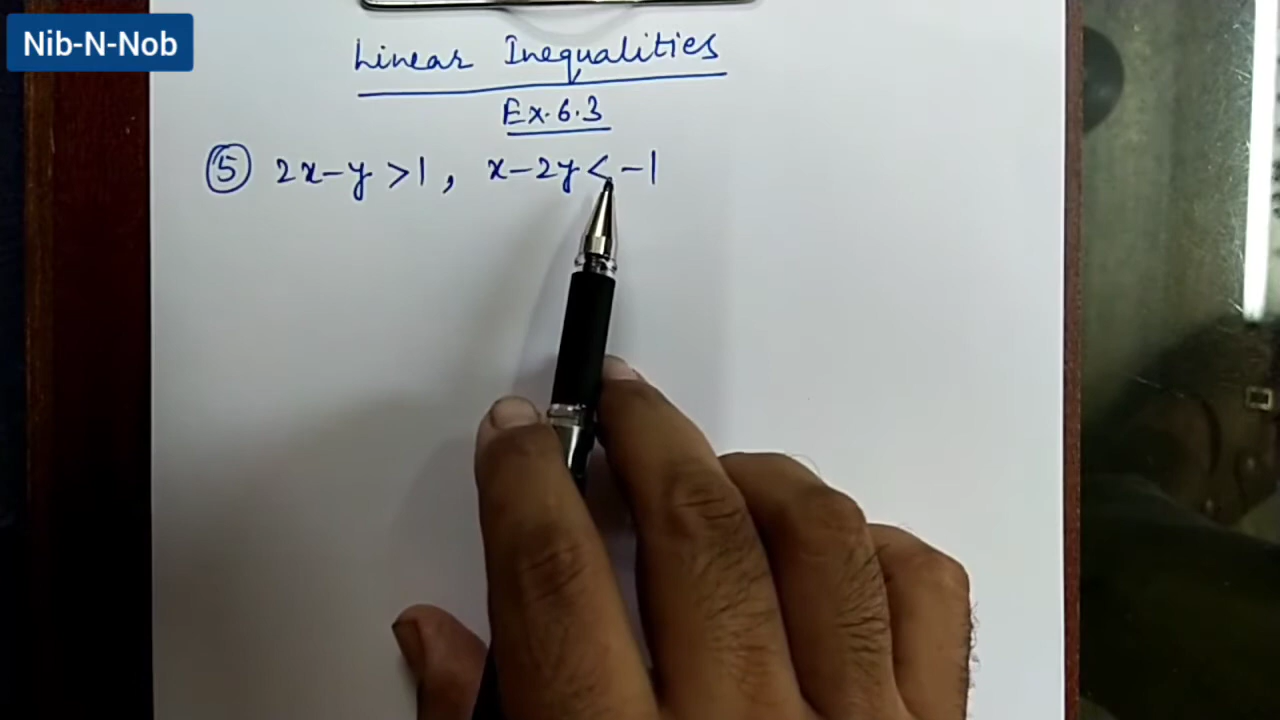 Nib-N-Nob
Linear Inequalities
Ex. 6.3
⑤ 2x-y >1 , x-2y < -1